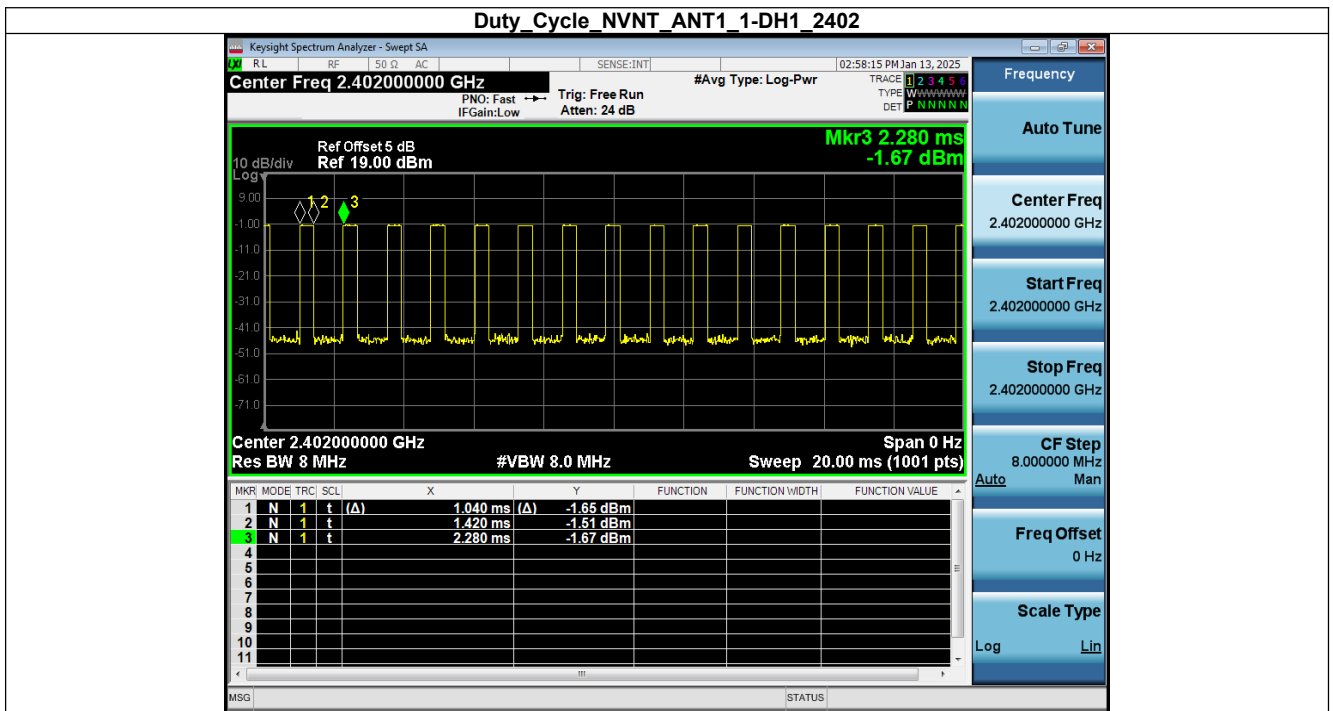 Duty_Cycle_NVNT_ANT1_1-DH1_2402
Keysight Spectrum Analyzer - Swept SA
LXI RL RF 50 Ω AC SENSE:INT 02:58:15 PM Jan 13, 2025
Center Freq 2.402000000 GHz #Avg Type: Log-Pwr TRACE 1 2 3 4 5 6
PNO: Fast Trig: Free Run TYPE WWWWWW
IFGain:Low Atten: 24 dB DET P N N N N N
Mkr3 2.280 ms
-1.67 dBm
Ref Offset 5 dB
10 dB/div Ref 19.00 dBm
Log
9.00
-1.00
-11.0
-21.0
-31.0
-41.0
-51.0
-61.0
-71.0
1 2 3
Center 2.402000000 GHz Span 0 Hz
Res BW 8 MHz #VBW 8.0 MHz Sweep 20.00 ms (1001 pts)
MKR MODE TRC SCL X Y FUNCTION FUNCTION WIDTH FUNCTION VALUE
1 N 1 t (Δ) 1.040 ms (Δ) -1.65 dBm
2 N 1 t 1.420 ms -1.51 dBm
3 N 1 t 2.280 ms -1.67 dBm
4
5
6
7
8
9
10
11
MSG STATUS
Frequency
Auto Tune
Center Freq
2.402000000 GHz
Start Freq
2.402000000 GHz
Stop Freq
2.402000000 GHz
CF Step
8.000000 MHz
Auto Man
Freq Offset
0 Hz
Scale Type
Log Lin